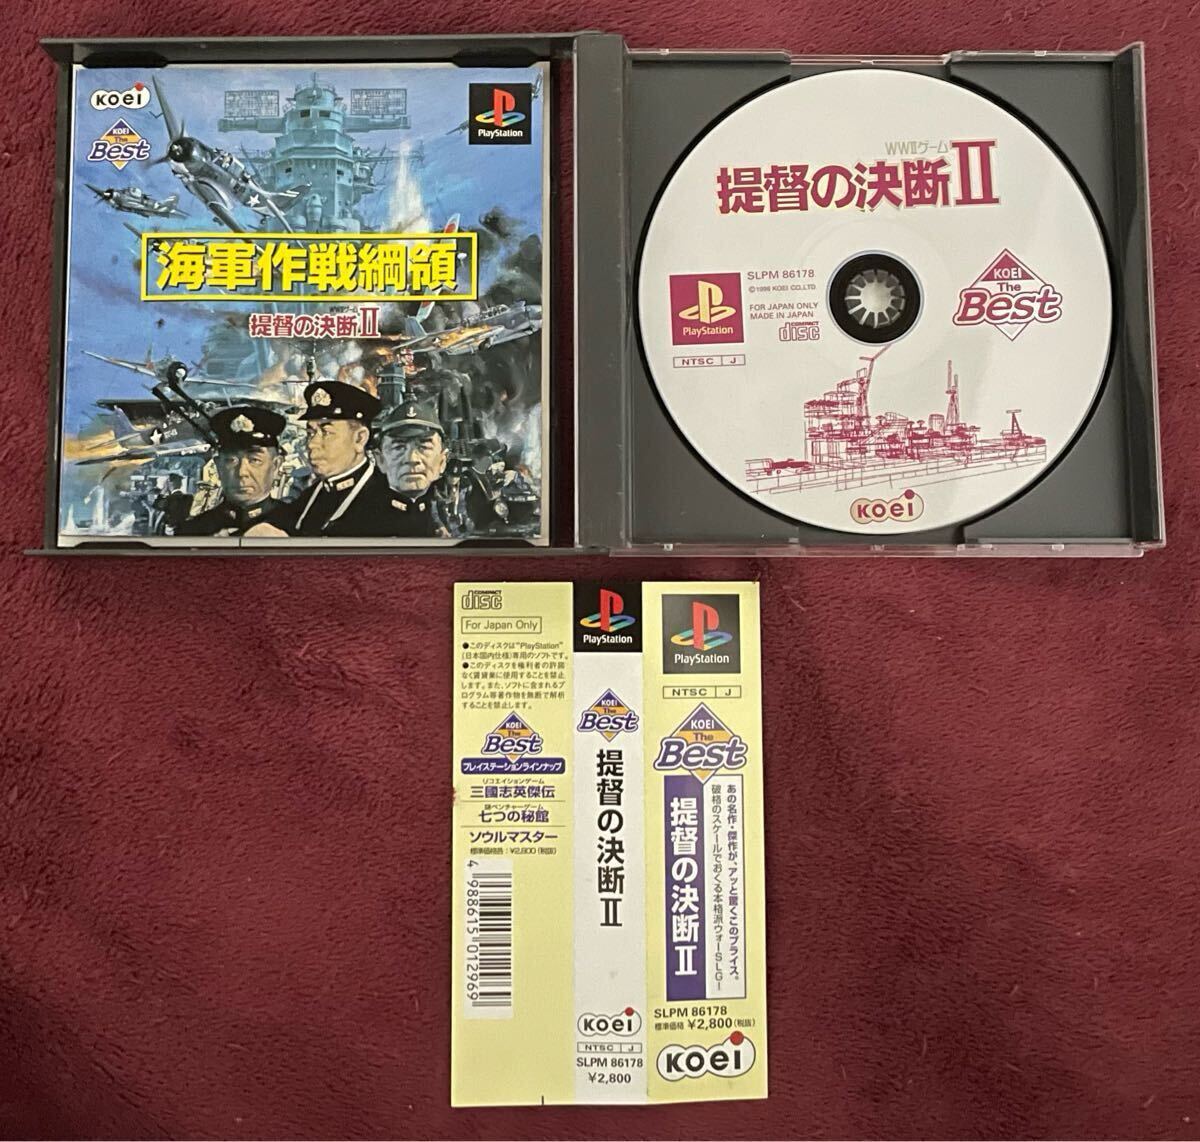 Koei
KOEI
The
Best
PlayStation
海軍作戦綱領
WWⅡゲーム
提督の決断Ⅱ
WWⅡゲーム
提督の決断Ⅱ
SLPM 86178
©1996 KOEI CO.,LTD.
FOR JAPAN ONLY
MADE IN JAPAN
COMPACT
disc
PlayStation
NTSC J
KOEI
The
Best
Koei
COMPACT
disc
For Japan Only
●このディスクは"PlayStation"
(日本国内仕様)専用のソフトです。
●このディスクを権利者の許諾
なく賃貸業に使用することを禁止
します。また、ソフトに含まれるプ
ログラム等著作物を無断で解析
することを禁止します。
KOEI
The
Best
プレイステーションラインナップ
リコエイションゲーム
三國志英傑伝
謎ベンチャーゲーム
七つの秘館
ソウルマスター
標準価格各:¥2,800(税抜)
4 988615 012969
PlayStation
KOEI
The
Best
提督の決断Ⅱ
Koei
NTSC J
SLPM 86178
¥2,800
PlayStation
NTSC J
KOEI
The
Best
あの名作・傑作が、アッと驚くこのプライス。
破格のスケールでおくる本格派ウォーSLG!
提督の決断Ⅱ
SLPM 86178
標準価格 ¥2,800(税抜)
Koei